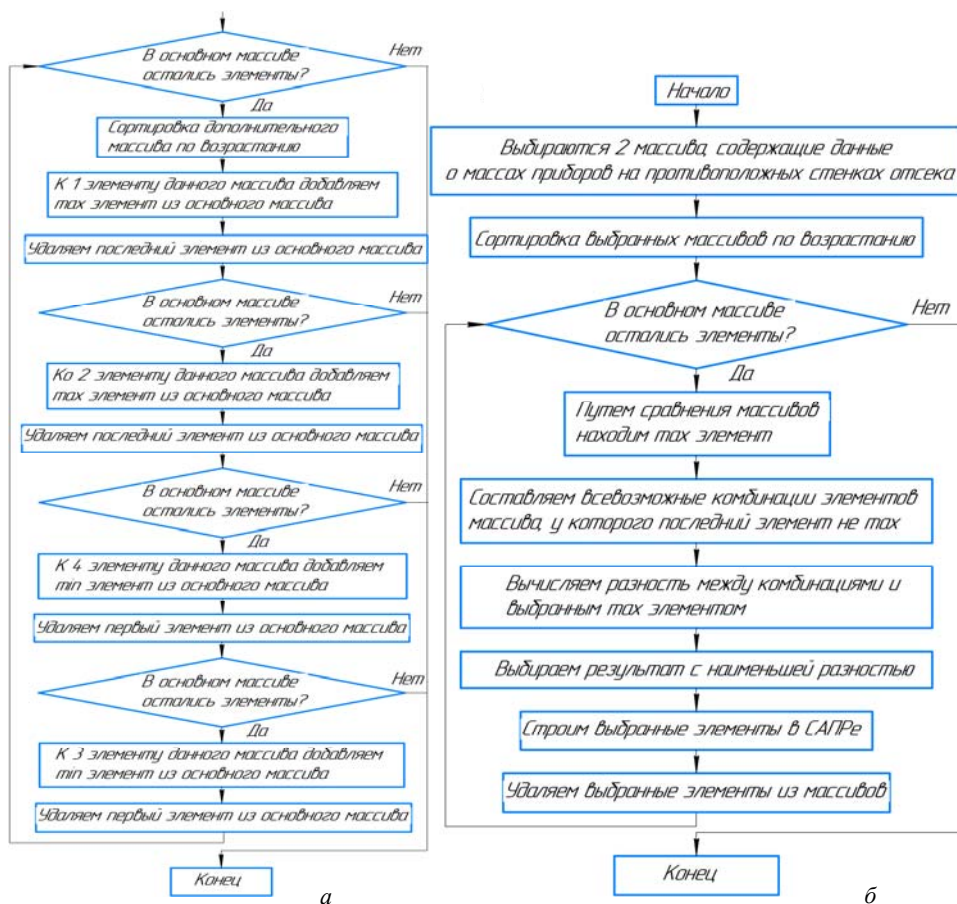 В основном массиве
остались элементы?
Нет
Да
Сортировка дополнительного
массива по возрастанию
К 1 элементу данного массива добавляем
max элемент из основного массива
Удаляем последний элемент из основного массива
В основном массиве
остались элементы?
Нет
Да
Ко 2 элементу данного массива добавляем
max элемент из основного массива
Удаляем последний элемент из основного массива
В основном массиве
остались элементы?
Нет
Да
К 4 элементу данного массива добавляем
min элемент из основного массива
Удаляем первый элемент из основного массива
В основном массиве
остались элементы?
Нет
Да
К 3 элементу данного массива добавляем
min элемент из основного массива
Удаляем первый элемент из основного массива
Конец
а
Начало
Выбираются 2 массива, содержащие данные
о массах приборов на противоположных стенках отсека
Сортировка выбранных массивов по возрастанию
В основном массиве
остались элементы?
Нет
Да
Путем сравнения массивов
находим max элемент
Составляем всевозможные комбинации элементов
массива, у которого последний элемент не max
Вычисляем разность между комбинациями и
выбранным max элементом
Выбираем результат с наименьшей разностью
Строим выбранные элементы в САПРе
Удаляем выбранные элементы из массивов
Конец
б